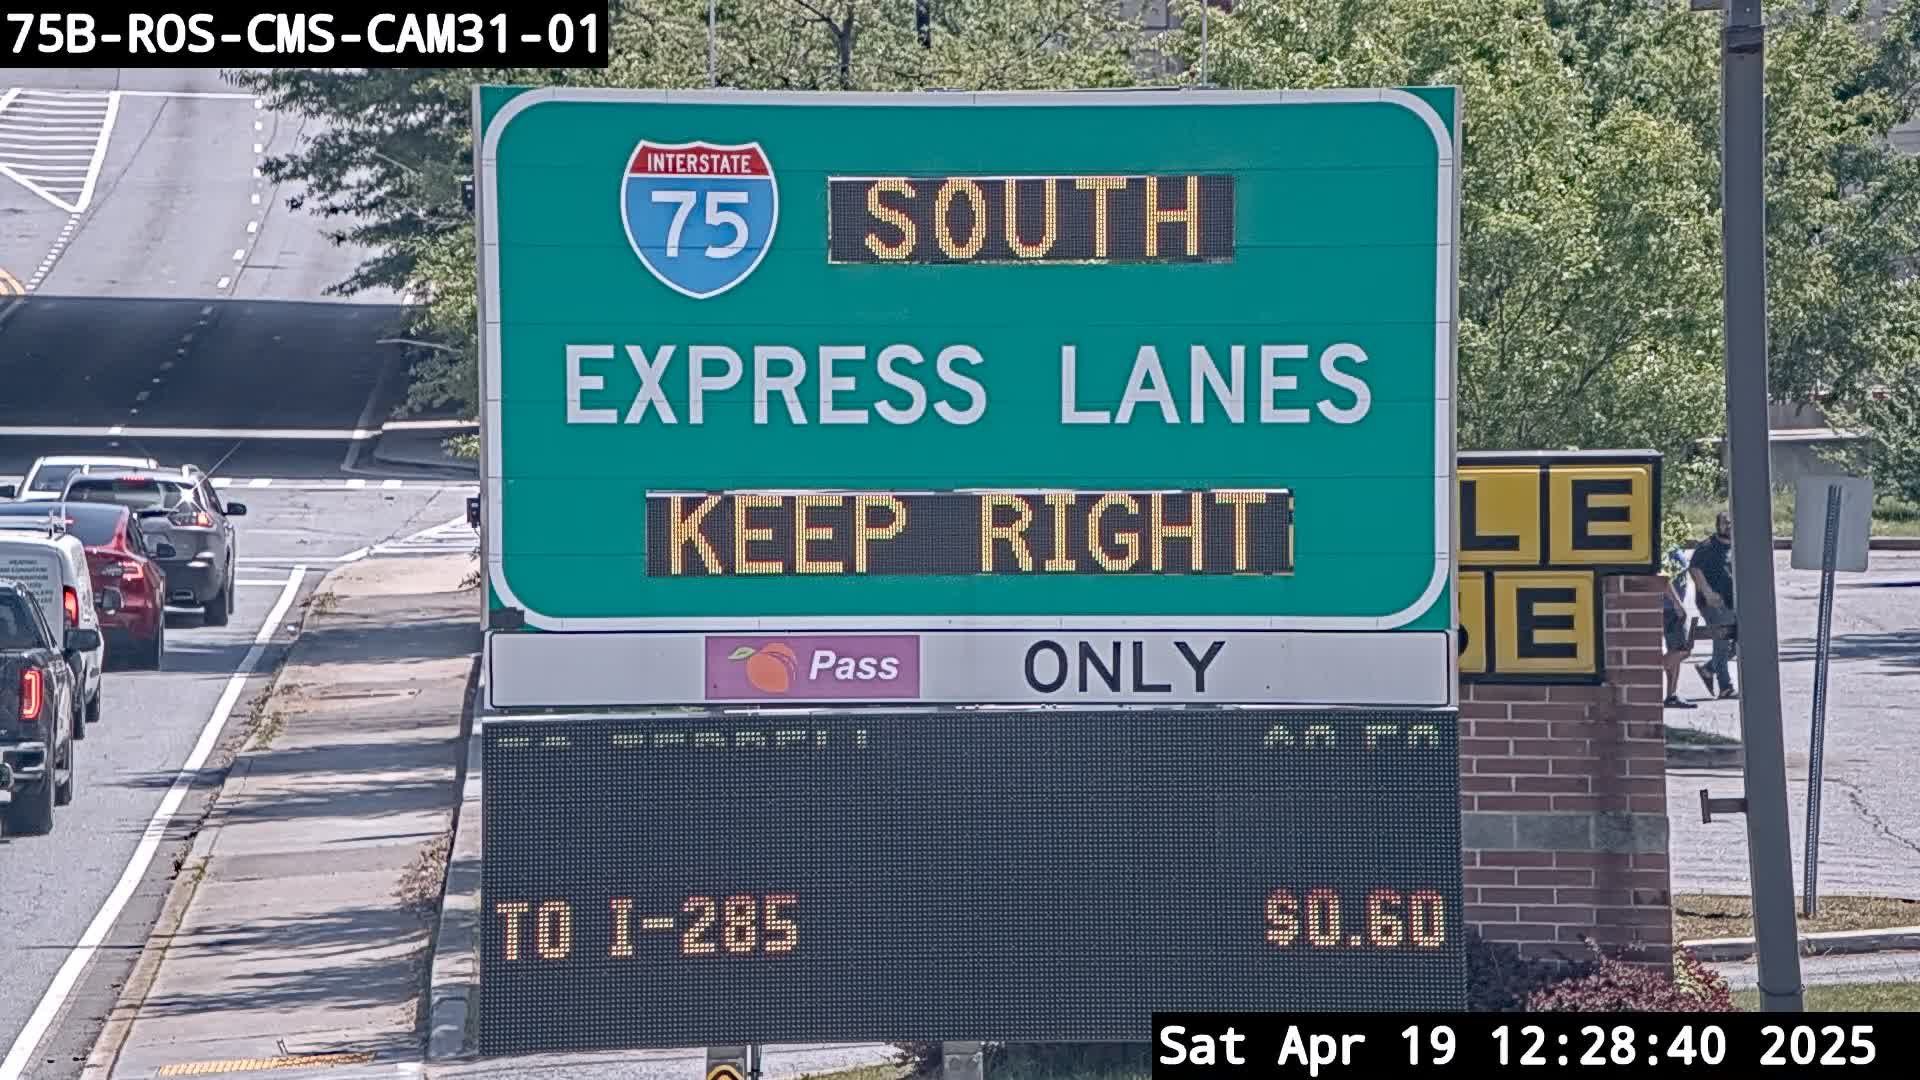 75B-ROS-CMS-CAM31-01
INTERSTATE
75
SOUTH
EXPRESS LANES
KEEP RIGHT
Pass ONLY
TO I-285 $0.60
LE
E
Sat Apr 19 12:28:40 2025